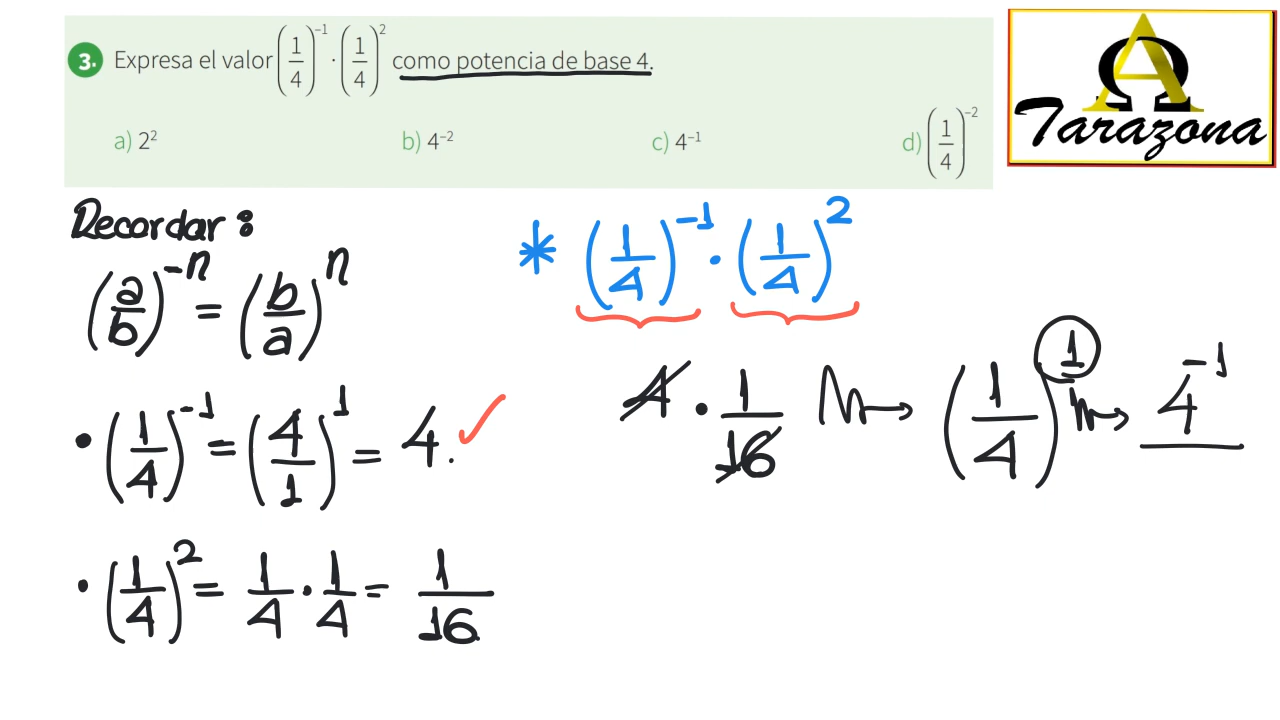 3. Expresa el valor (1/4)⁻¹ · (1/4)² como potencia de base 4.
a) 2² b) 4⁻² c) 4⁻¹ d) (1/4)⁻²
AΩ
Tarazona
Recordar:
(a/b)⁻ⁿ = (b/a)ⁿ
* (1/4)⁻¹ · (1/4)²
4 · 1/16 → (1/4)¹ → 4⁻¹
• (1/4)⁻¹ = (4/1)¹ = 4.
• (1/4)² = 1/4 · 1/4 = 1/16